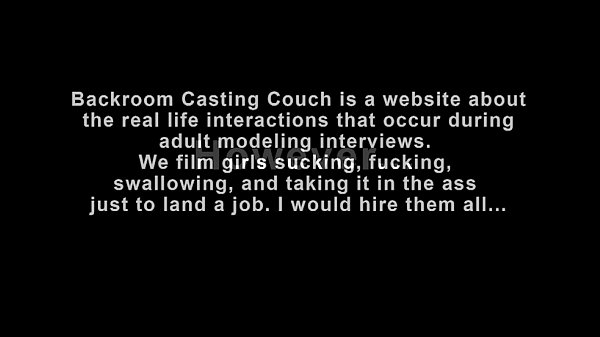 Backroom Casting Couch is a website about
the real life interactions that occur during
adult modeling interviews.
However...
We film girls sucking, fucking,
swallowing, and taking it in the ass
just to land a job. I would hire them all...